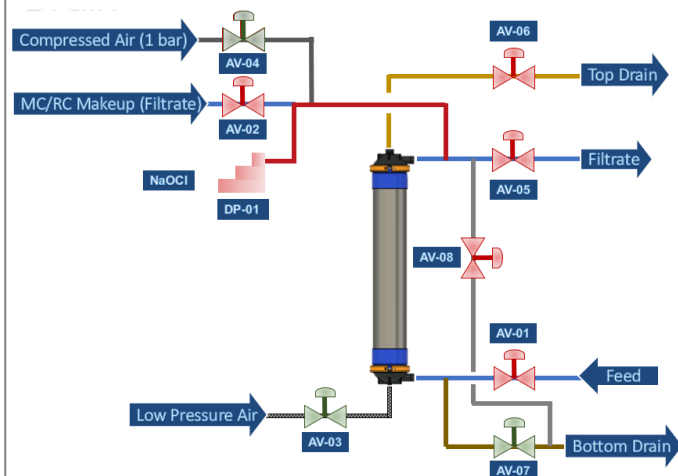 AV-06
Compressed Air (1 bar)
Top Drain
AV-04
MC/RC Makeup (Filtrate)
AV-02
Filtrate
NaOCl
AV-05
DP-01
AV-08
AV-01
Feed
Low Pressure Air
AV-03
Bottom Drain
AV-07